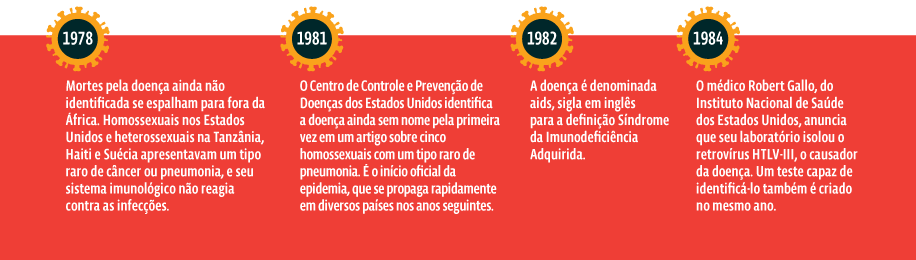 1978
Mortes pela doença ainda não
identificada se espalham para fora da
África. Homossexuais nos Estados
Unidos e heterossexuais na Tanzânia,
Haiti e Suécia apresentavam um tipo
raro de câncer ou pneumonia, e seu
sistema imunológico não reagia
contra as infecções.
1981
O Centro de Controle e Prevenção de
Doenças dos Estados Unidos identifica
a doença ainda sem nome pela primeira
vez em um artigo sobre cinco
homossexuais com um tipo raro de
pneumonia. É o início oficial da
epidemia, que se propaga rapidamente
em diversos países nos anos seguintes.
1982
A doença é denominada
aids, sigla em inglês
para a definição Síndrome
da Imunodeficiência
Adquirida.
1984
O médico Robert Gallo, do
Instituto Nacional de Saúde
dos Estados Unidos, anuncia
que seu laboratório isolou o
retrovírus HTLV-III, o causador
da doença. Um teste capaz de
identificá-lo também é criado
no mesmo ano.